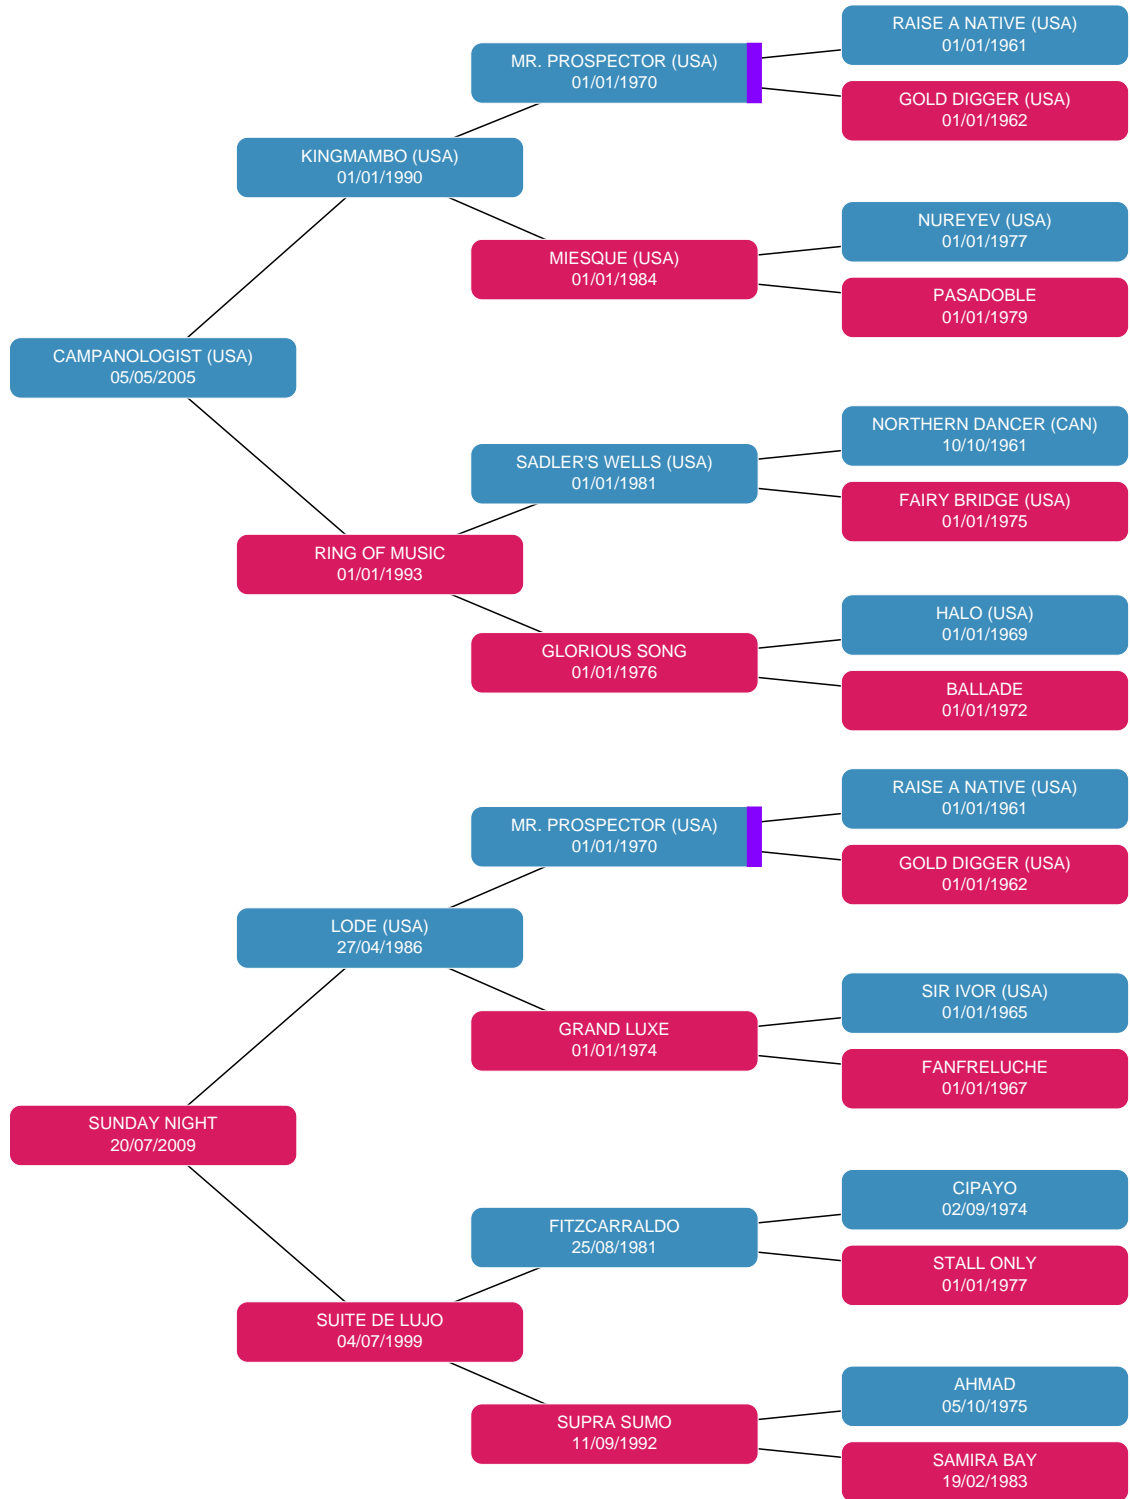 RAISE A NATIVE (USA)
01/01/1961
MR. PROSPECTOR (USA)
01/01/1970
GOLD DIGGER (USA)
01/01/1962
KINGMAMBO (USA)
01/01/1990
NUREYEV (USA)
01/01/1977
MIESQUE (USA)
01/01/1984
PASADOBLE
01/01/1979
CAMPANOLOGIST (USA)
05/05/2005
NORTHERN DANCER (CAN)
10/10/1961
SADLER'S WELLS (USA)
01/01/1981
FAIRY BRIDGE (USA)
01/01/1975
RING OF MUSIC
01/01/1993
HALO (USA)
01/01/1969
GLORIOUS SONG
01/01/1976
BALLADE
01/01/1972
RAISE A NATIVE (USA)
01/01/1961
MR. PROSPECTOR (USA)
01/01/1970
GOLD DIGGER (USA)
01/01/1962
LODE (USA)
27/04/1986
SIR IVOR (USA)
01/01/1965
GRAND LUXE
01/01/1974
FANFRELUCHE
01/01/1967
SUNDAY NIGHT
20/07/2009
CIPAYO
02/09/1974
FITZCARRALDO
25/08/1981
STALL ONLY
01/01/1977
SUITE DE LUJO
04/07/1999
AHMAD
05/10/1975
SUPRA SUMO
11/09/1992
SAMIRA BAY
19/02/1983